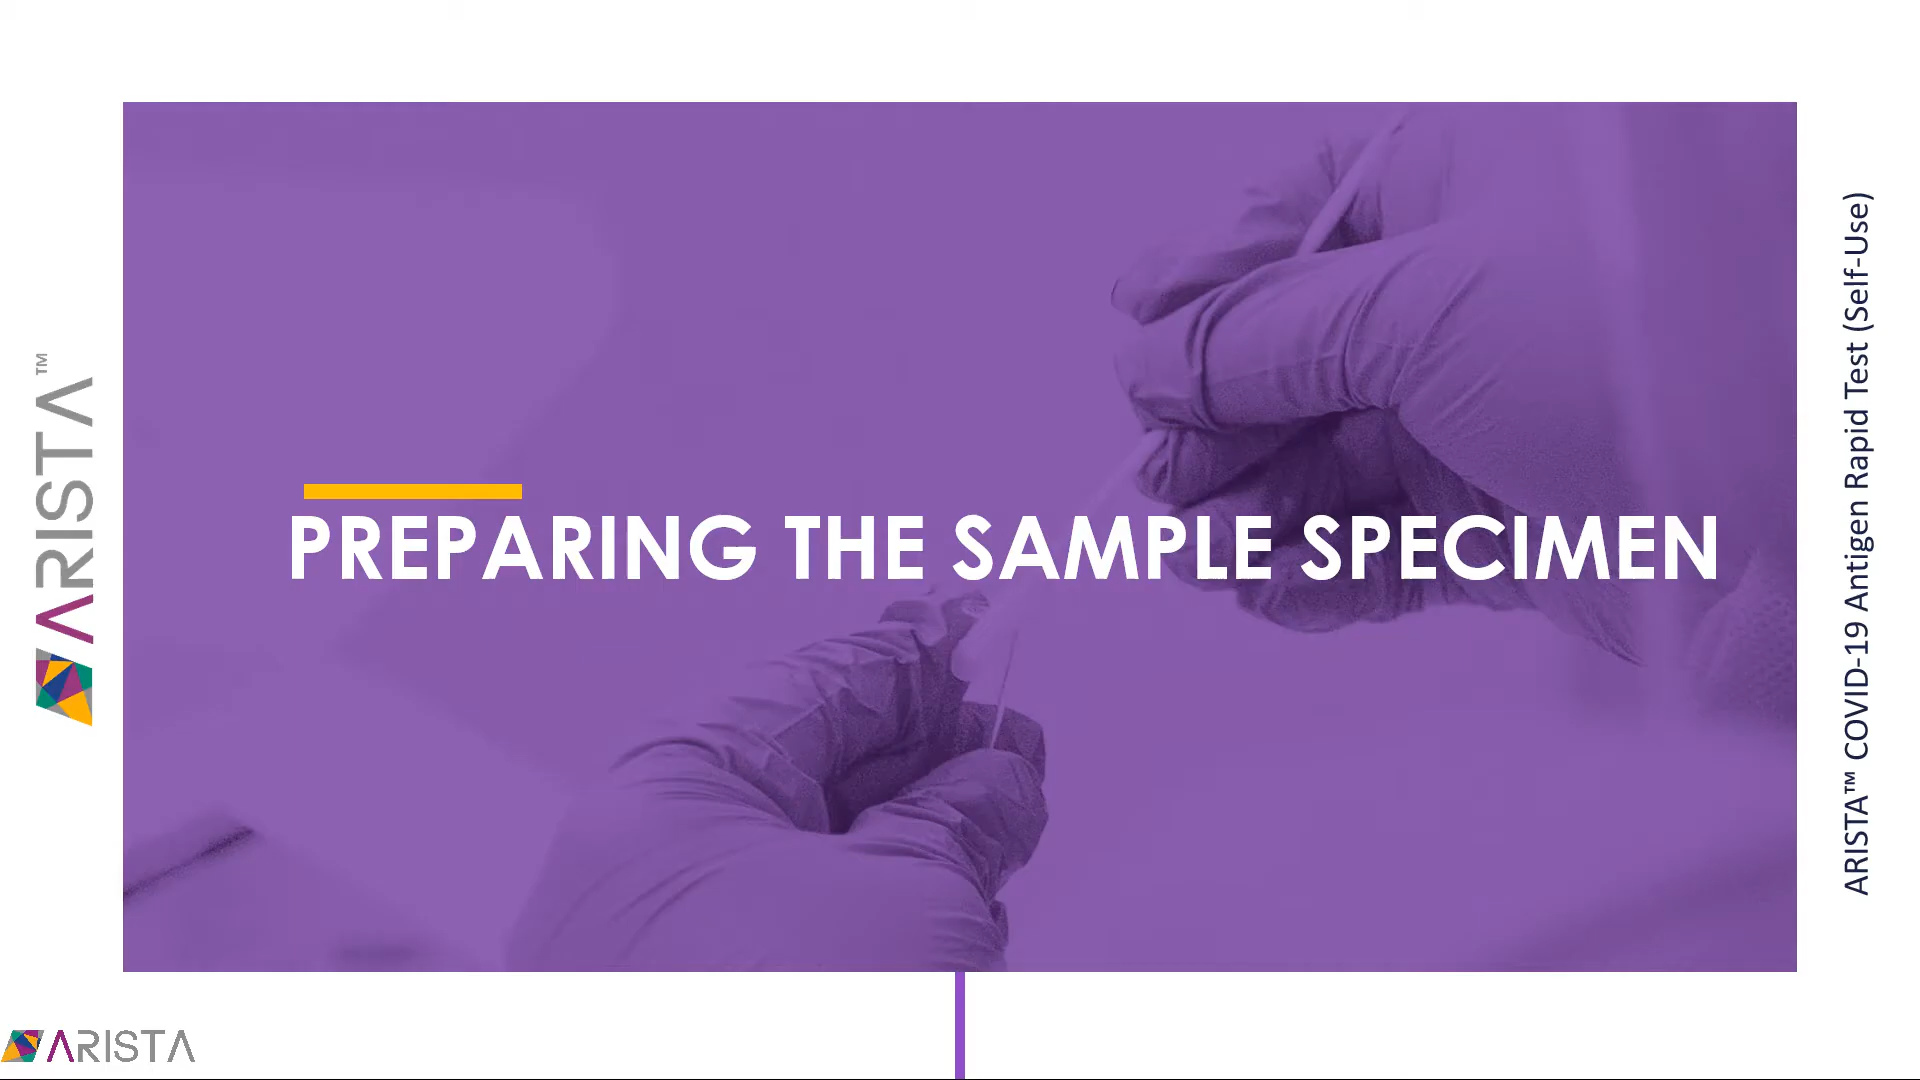 ARISTA™
PREPARING THE SAMPLE SPECIMEN
ARISTA™ COVID-19 Antigen Rapid Test (Self-Use)
ARISTA